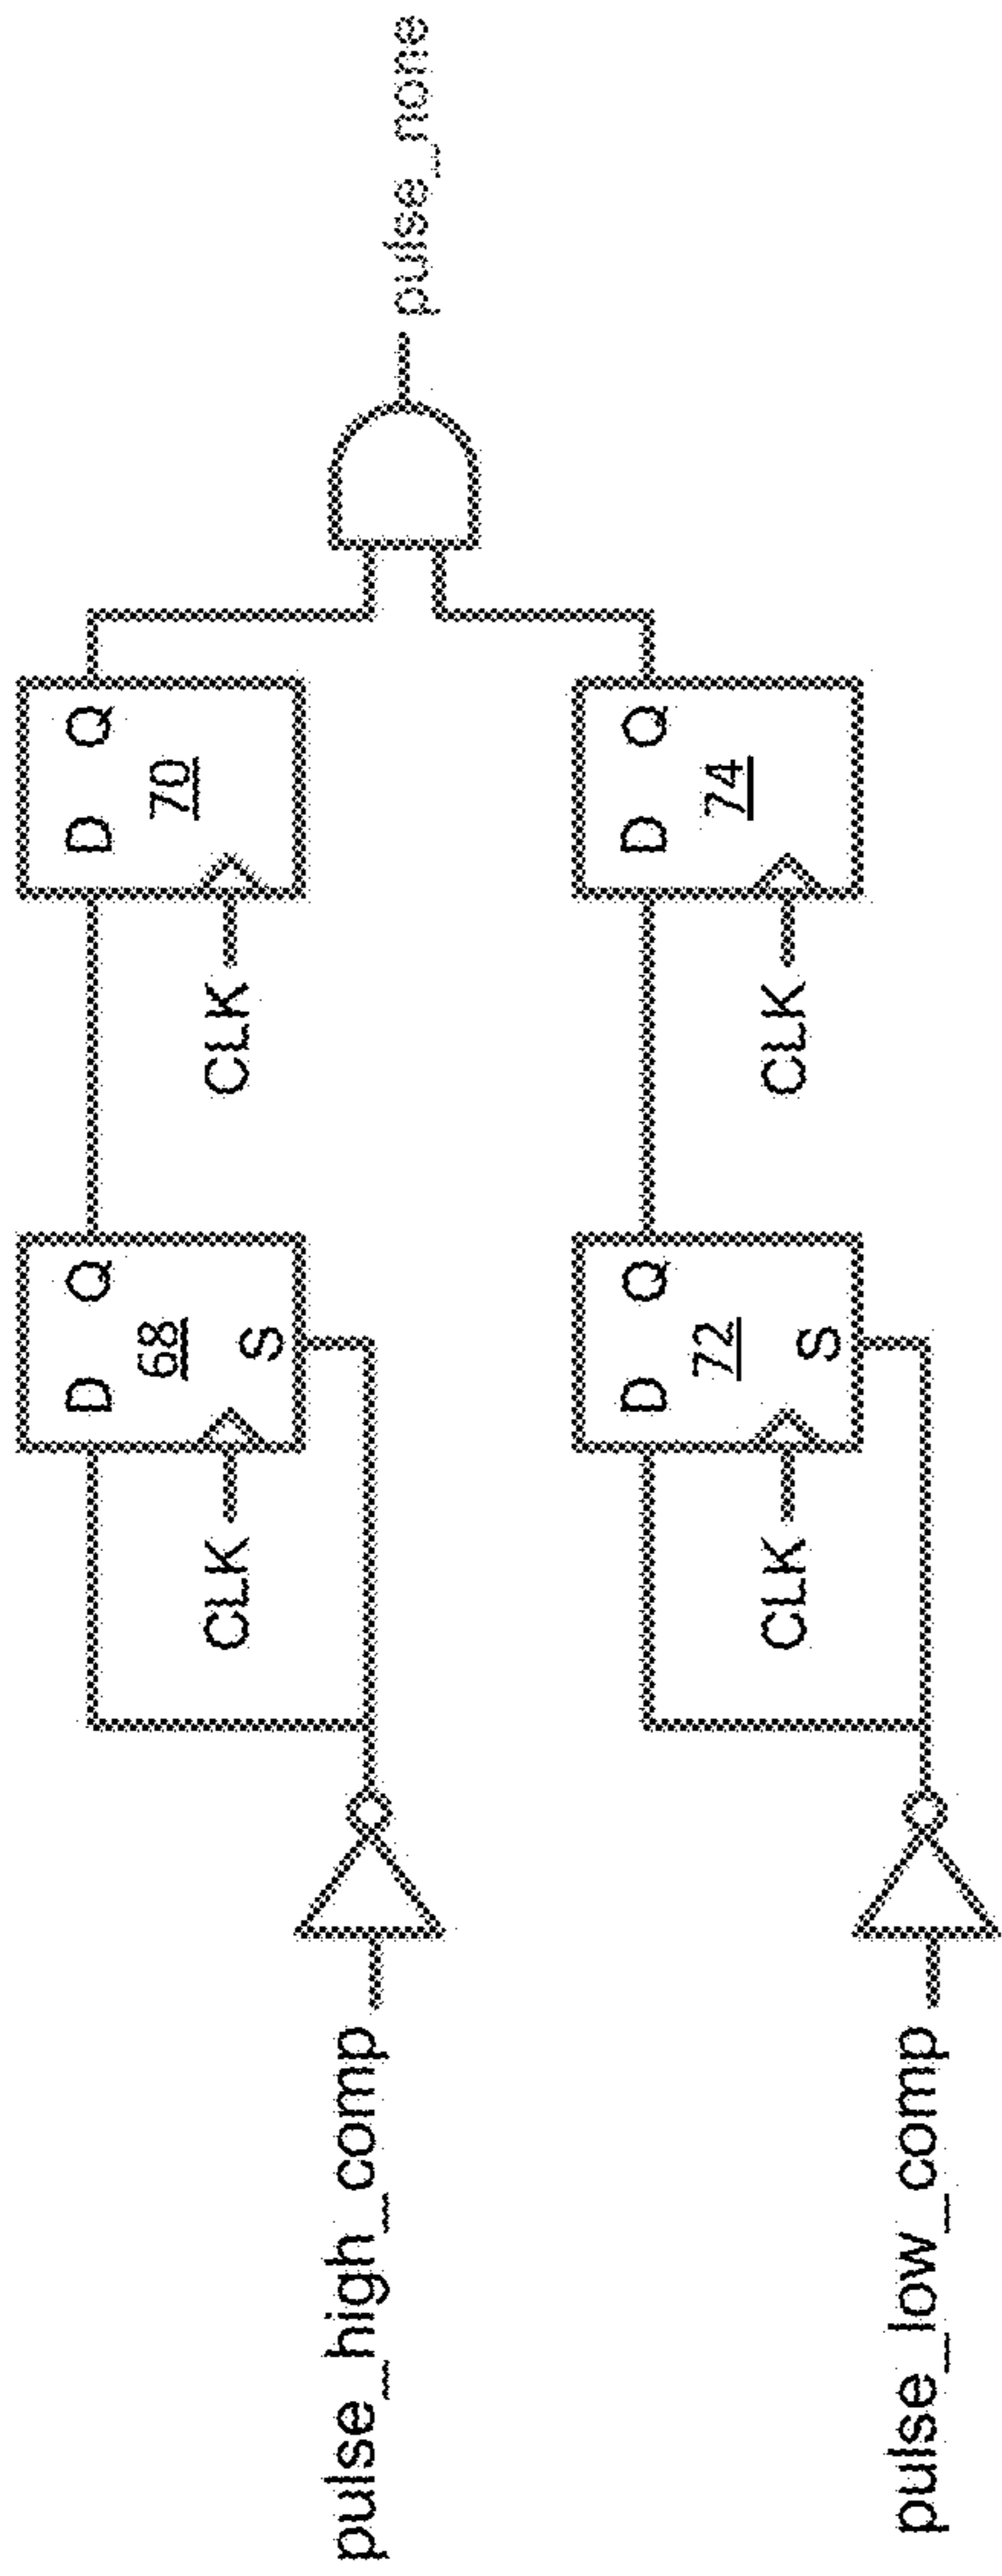 pulse_high_comp
CLK
D Q
68
S
CLK
D Q
70
pulse_none
pulse_low_comp
CLK
D Q
72
S
CLK
D Q
74